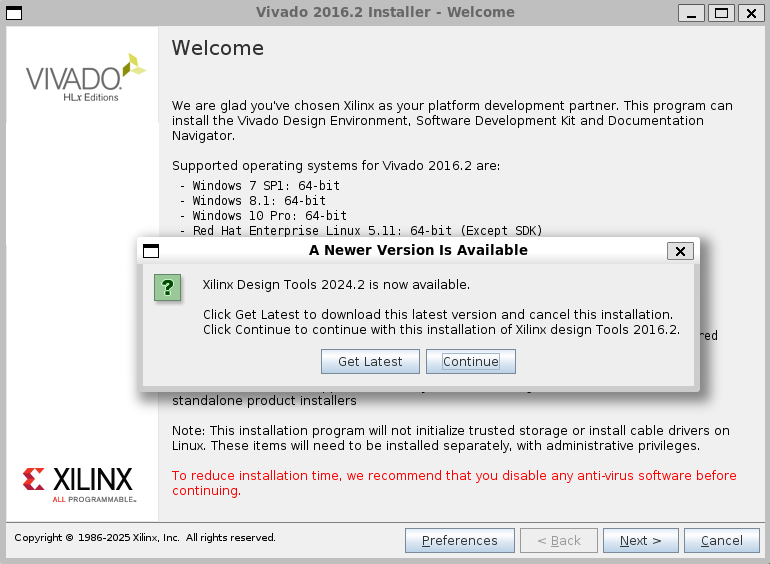 Vivado 2016.2 Installer - Welcome
VIVADO.
HLx Editions
Welcome
We are glad you've chosen Xilinx as your platform development partner. This program can
install the Vivado Design Environment, Software Development Kit and Documentation
Navigator.
Supported operating systems for Vivado 2016.2 are:
- Windows 7 SP1: 64-bit
- Windows 8.1: 64-bit
- Windows 10 Pro: 64-bit
- Red Hat Enterprise Linux 5.11: 64-bit (Except SDK)
A Newer Version Is Available
?
Xilinx Design Tools 2024.2 is now available.
Click Get Latest to download this latest version and cancel this installation.
Click Continue to continue with this installation of Xilinx design Tools 2016.2.
Get Latest
Continue
standalone product installers
Note: This installation program will not initialize trusted storage or install cable drivers on
Linux. These items will need to be installed separately, with administrative privileges.
To reduce installation time, we recommend that you disable any anti-virus software before
continuing.
XILINX
ALL PROGRAMMABLE™
Copyright © 1986-2025 Xilinx, Inc. All rights reserved.
Preferences
< Back
Next >
Cancel